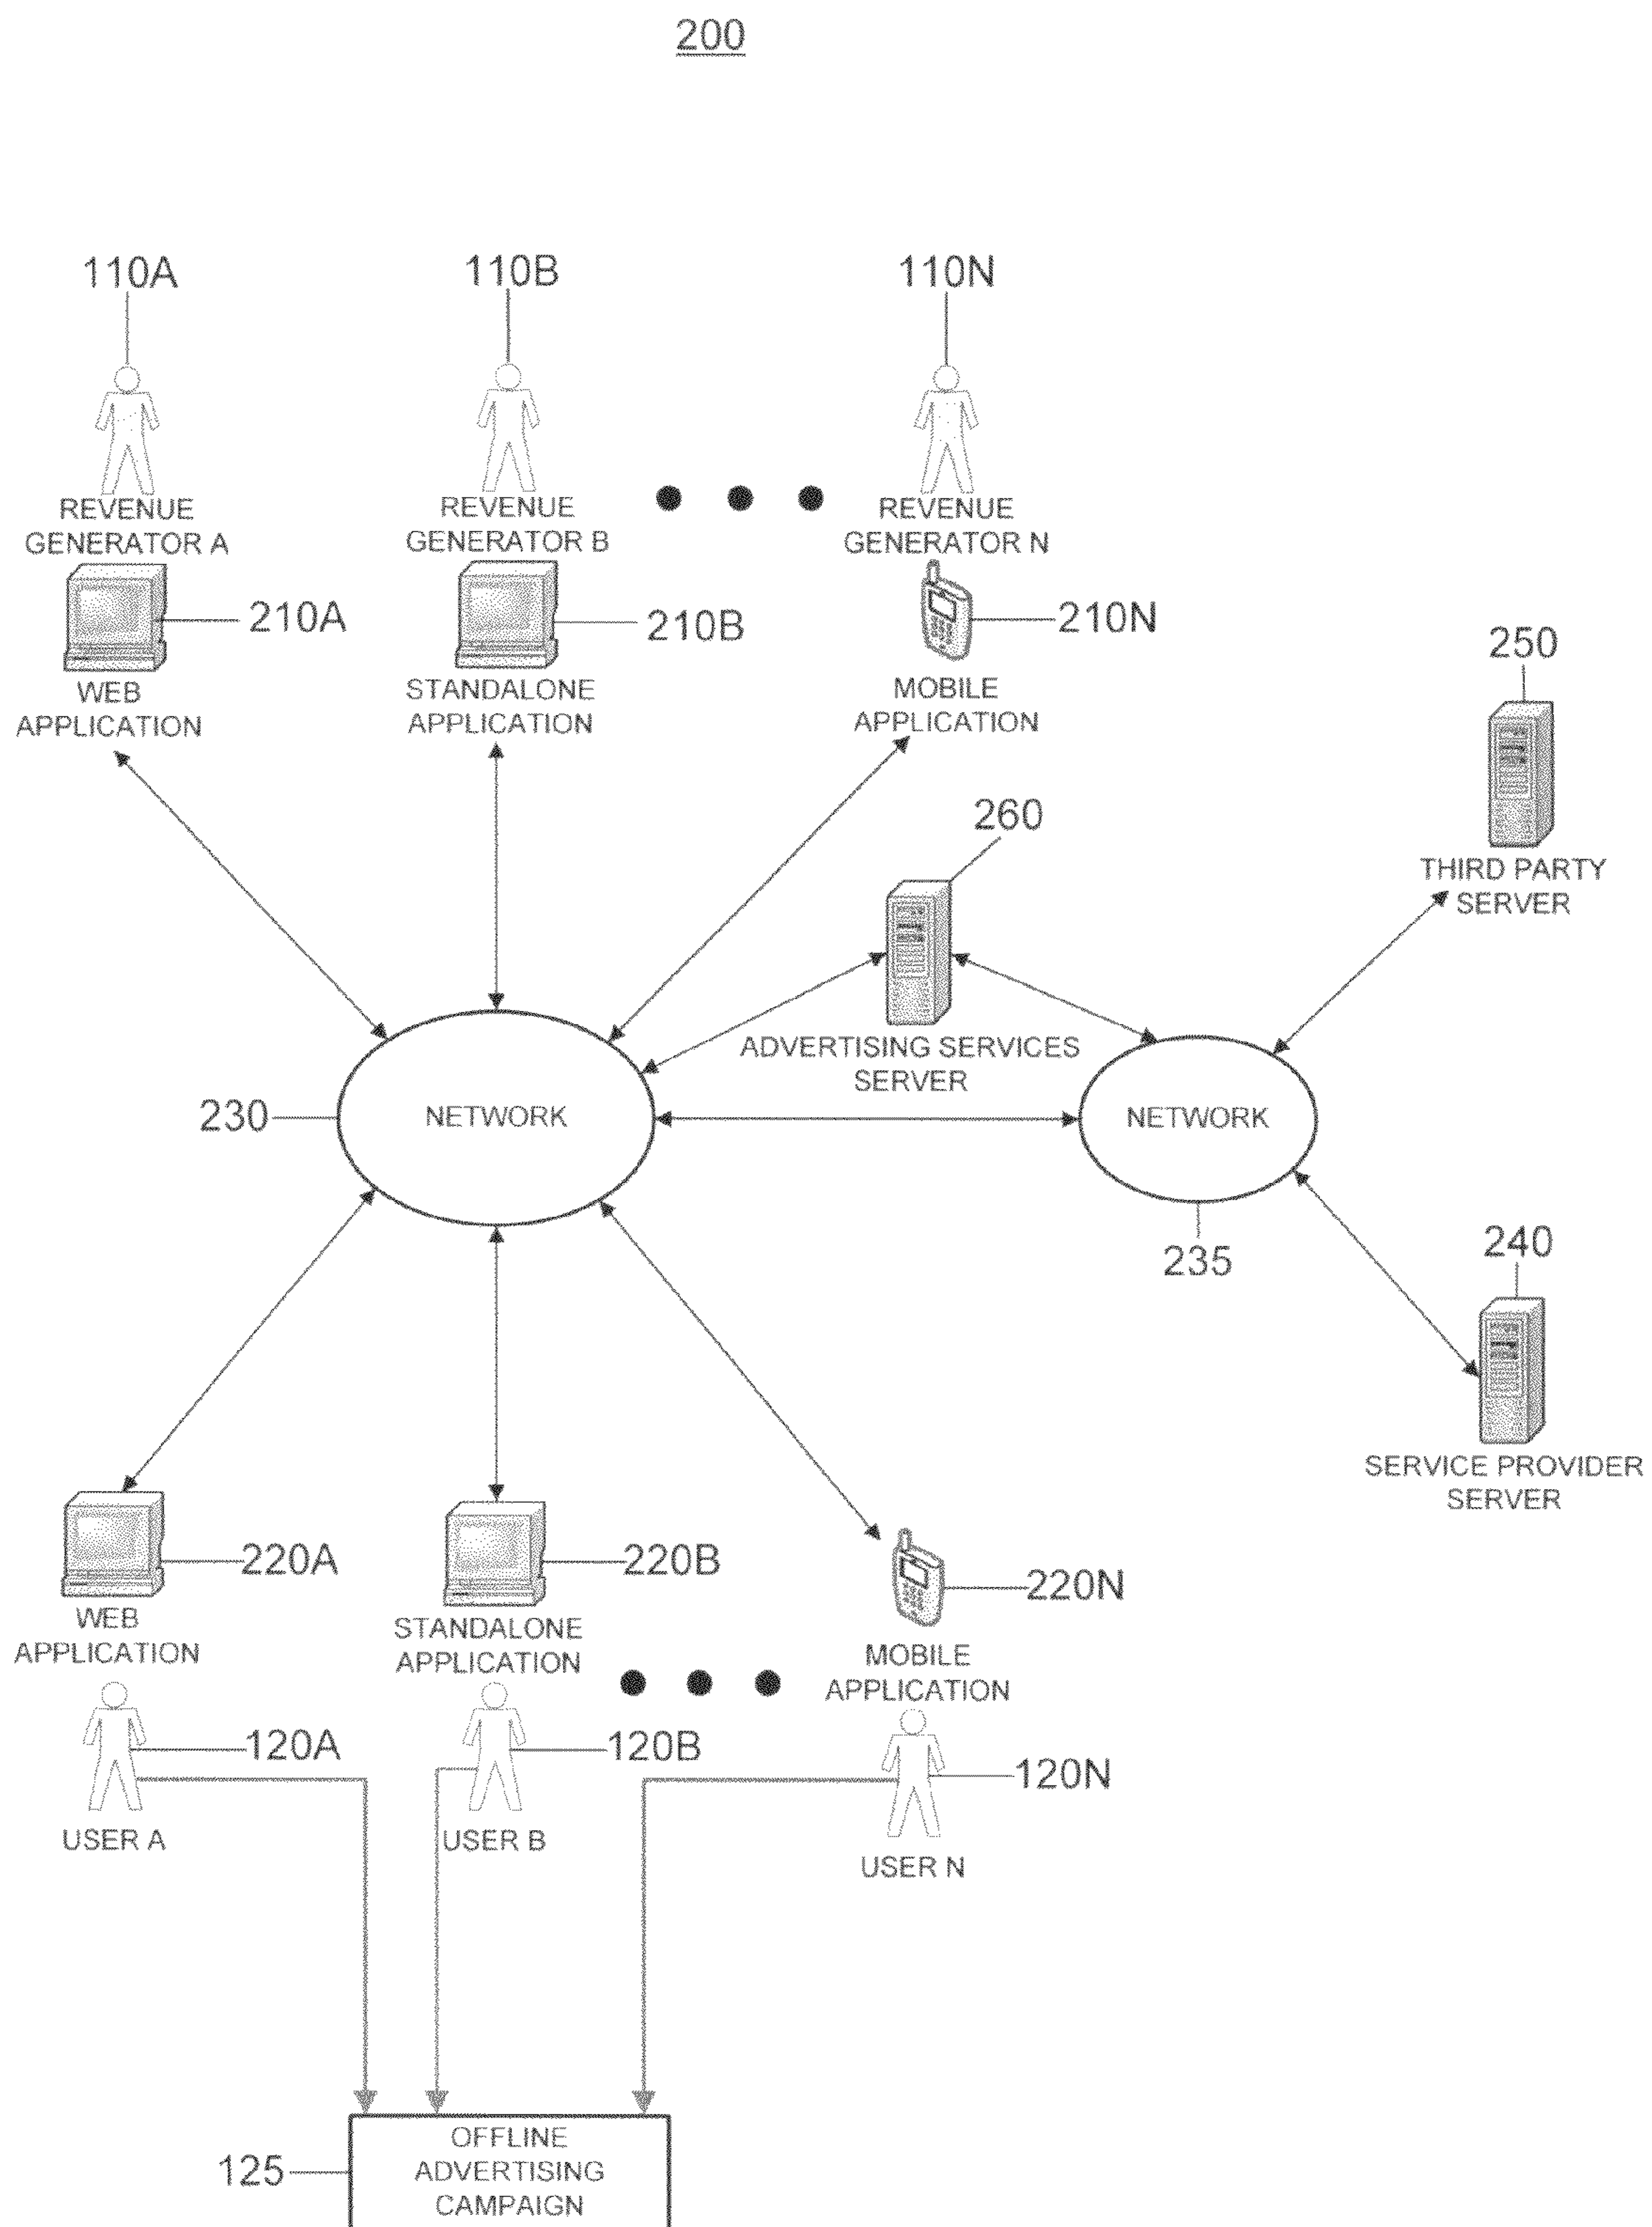 200
110A
110B
110N
REVENUE
GENERATOR A
REVENUE
GENERATOR B
REVENUE
GENERATOR N
210A
210B
210N
WEB
APPLICATION
STANDALONE
APPLICATION
MOBILE
APPLICATION
250
THIRD PARTY
SERVER
260
ADVERTISING SERVICES
SERVER
230
NETWORK
NETWORK
235
240
SERVICE PROVIDER
SERVER
220A
220B
220N
WEB
APPLICATION
STANDALONE
APPLICATION
MOBILE
APPLICATION
120A
120B
120N
USER A
USER B
USER N
125
OFFLINE
ADVERTISING
CAMPAIGN